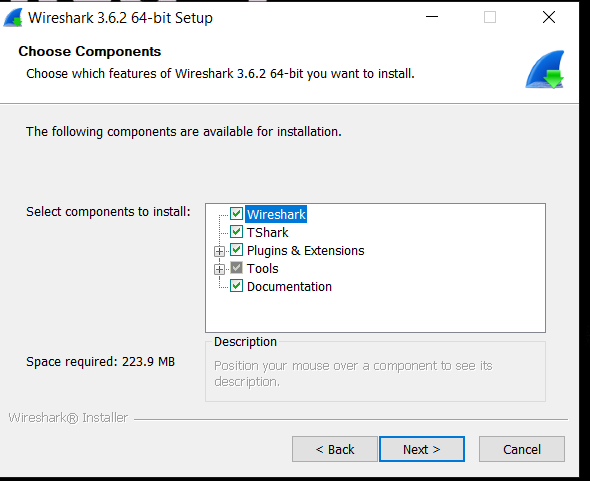 Wireshark 3.6.2 64-bit Setup
Choose Components
Choose which features of Wireshark 3.6.2 64-bit you want to install.
The following components are available for installation.
Select components to install:
Wireshark
TShark
Plugins & Extensions
Tools
Documentation
Space required: 223.9 MB
Description
Position your mouse over a component to see its
description.
Wireshark® Installer
< Back
Next >
Cancel